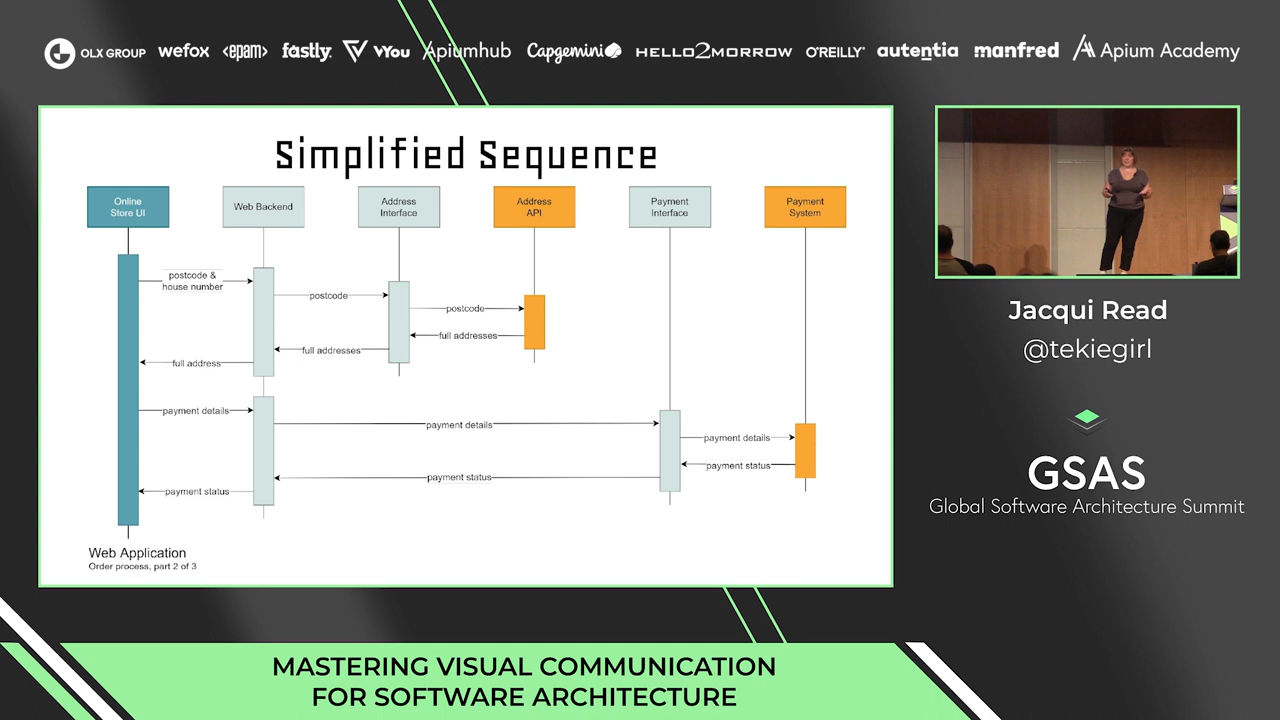 OLX GROUP wefox <epam> fastly. VYou Apiumhub Capgemini HELLO2MORROW O'REILLY autentia manfred Apium Academy
Simplified Sequence
Online
Store UI
Web Backend
Address
Interface
Address
API
Payment
Interface
Payment
System
postcode &
house number
postcode
postcode
full addresses
full addresses
full address
payment details
payment details
payment details
payment status
payment status
payment status
Web Application
Order process, part 2 of 3
Jacqui Read
@tekiegirl
GSAS
Global Software Architecture Summit
MASTERING VISUAL COMMUNICATION
FOR SOFTWARE ARCHITECTURE